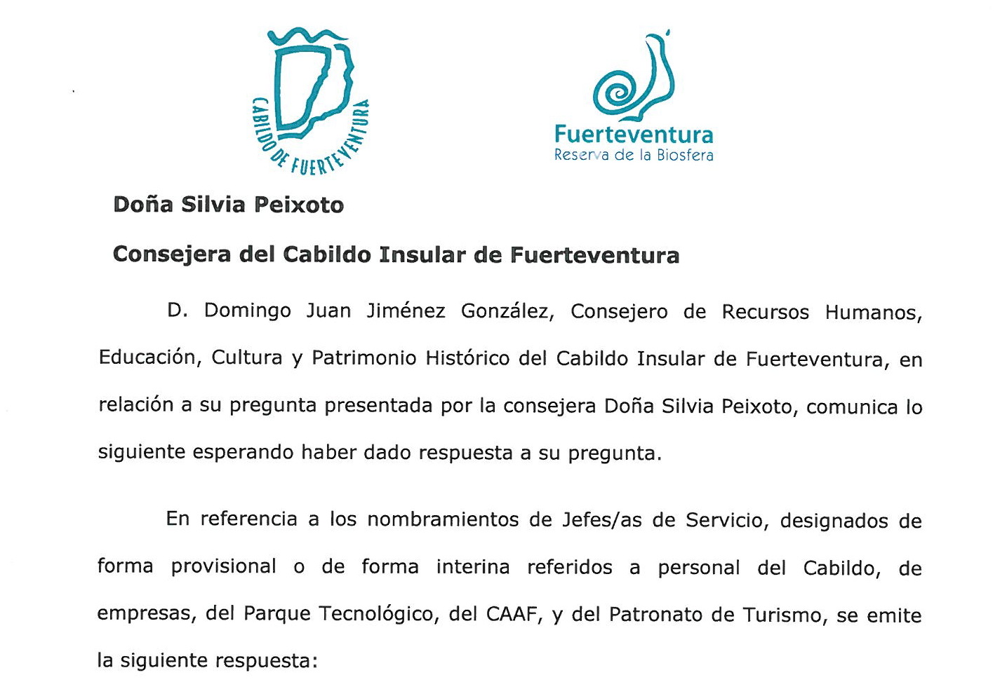 CABILDO DE FUERTEVENTURA
Fuerteventura
Reserva de la Biosfera
Doña Silvia Peixoto
Consejera del Cabildo Insular de Fuerteventura
D. Domingo Juan Jiménez González, Consejero de Recursos Humanos,
Educación, Cultura y Patrimonio Histórico del Cabildo Insular de Fuerteventura, en
relación a su pregunta presentada por la consejera Doña Silvia Peixoto, comunica lo
siguiente esperando haber dado respuesta a su pregunta.
En referencia a los nombramientos de Jefes/as de Servicio, designados de
forma provisional o de forma interina referidos a personal del Cabildo, de
empresas, del Parque Tecnológico, del CAAF, y del Patronato de Turismo, se emite
la siguiente respuesta: